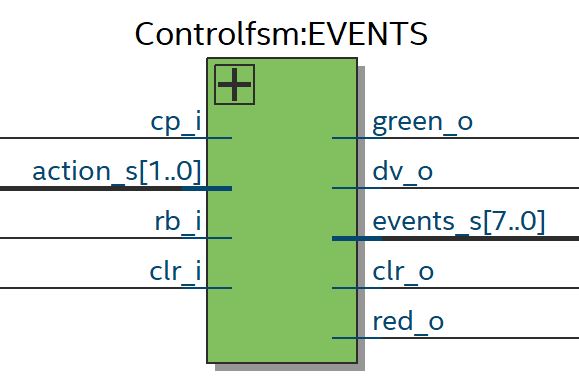 Controlfsm:EVENTS
cp_i
green_o
action_s[1..0]
dv_o
rb_i
events_s[7..0]
clr_i
clr_o
red_o